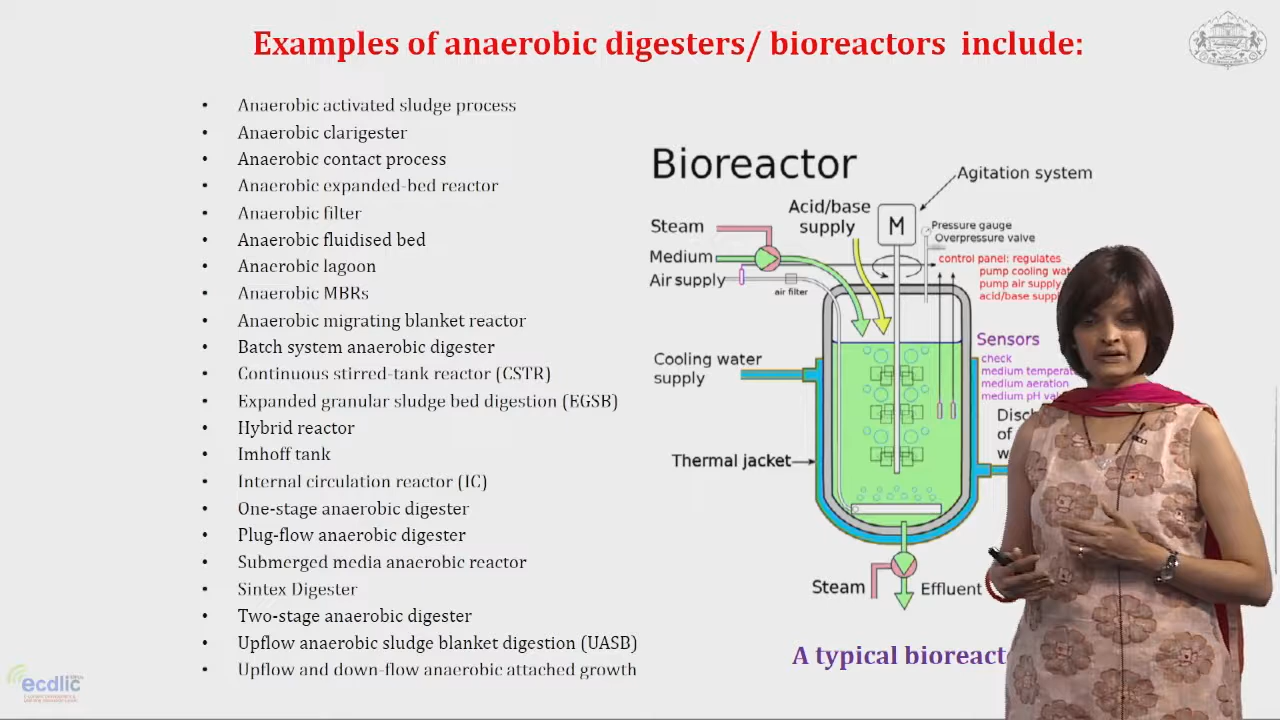 Examples of anaerobic digesters/ bioreactors include:
• Anaerobic activated sludge process
• Anaerobic clarigester
• Anaerobic contact process
• Anaerobic expanded-bed reactor
• Anaerobic filter
• Anaerobic fluidised bed
• Anaerobic lagoon
• Anaerobic MBRs
• Anaerobic migrating blanket reactor
• Batch system anaerobic digester
• Continuous stirred-tank reactor (CSTR)
• Expanded granular sludge bed digestion (EGSB)
• Hybrid reactor
• Imhoff tank
• Internal circulation reactor (IC)
• One-stage anaerobic digester
• Plug-flow anaerobic digester
• Submerged media anaerobic reactor
• Sintex Digester
• Two-stage anaerobic digester
• Upflow anaerobic sludge blanket digestion (UASB)
• Upflow and down-flow anaerobic attached growth
Bioreactor
Agitation system
Acid/base
supply
M
Steam
Medium
Air supply
air filter
Pressure gauge
Overpressure valve
control panel: regulates
pump cooling wat
pump air supply
acid/base supp
Cooling water
supply
Sensors
check
medium temperat
medium aeration
medium pH val
Disch
of
w
Thermal jacket
Steam
Effluent
A typical bioreact
ecdlic